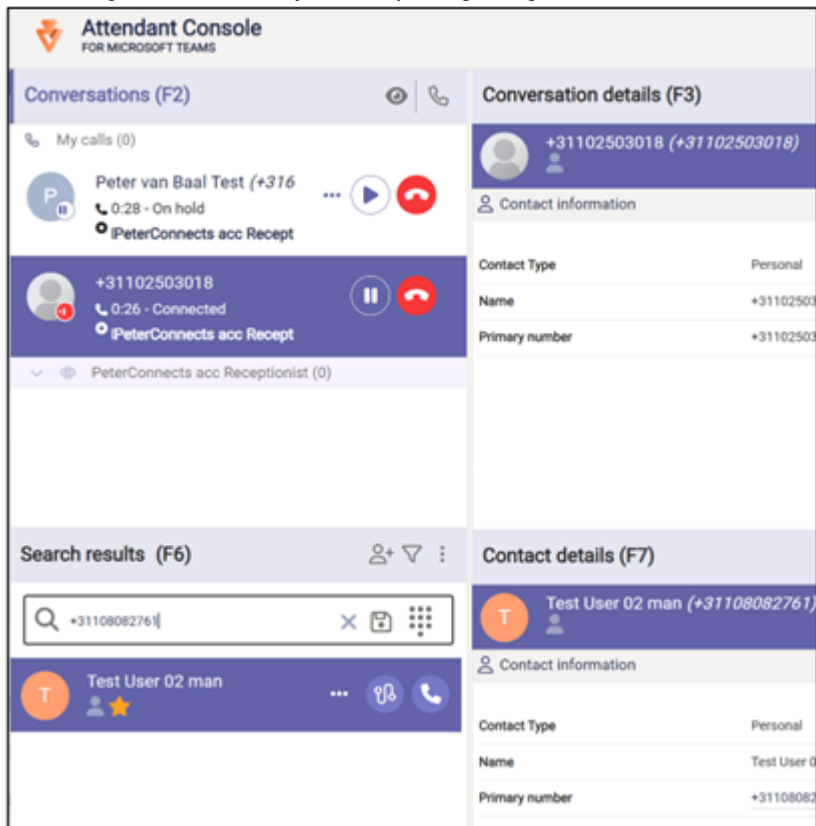 Attendant Console
FOR MICROSOFT TEAMS
Conversations (F2)
My calls (0)
P
Peter van Baal Test (+316
0:28 - On hold
PeterConnects acc Recept
+31102503018
0:26 - Connected
PeterConnects acc Recept
PeterConnects acc Receptionist (0)
Conversation details (F3)
+31102503018 (+31102503018)
Contact information
Contact Type Personal
Name +31102503
Primary number +31102503
Search results (F6)
+31108082761
T
Test User 02 man
Contact details (F7)
T
Test User 02 man (+31108082761)
Contact information
Contact Type Personal
Name Test User 0
Primary number +31108082